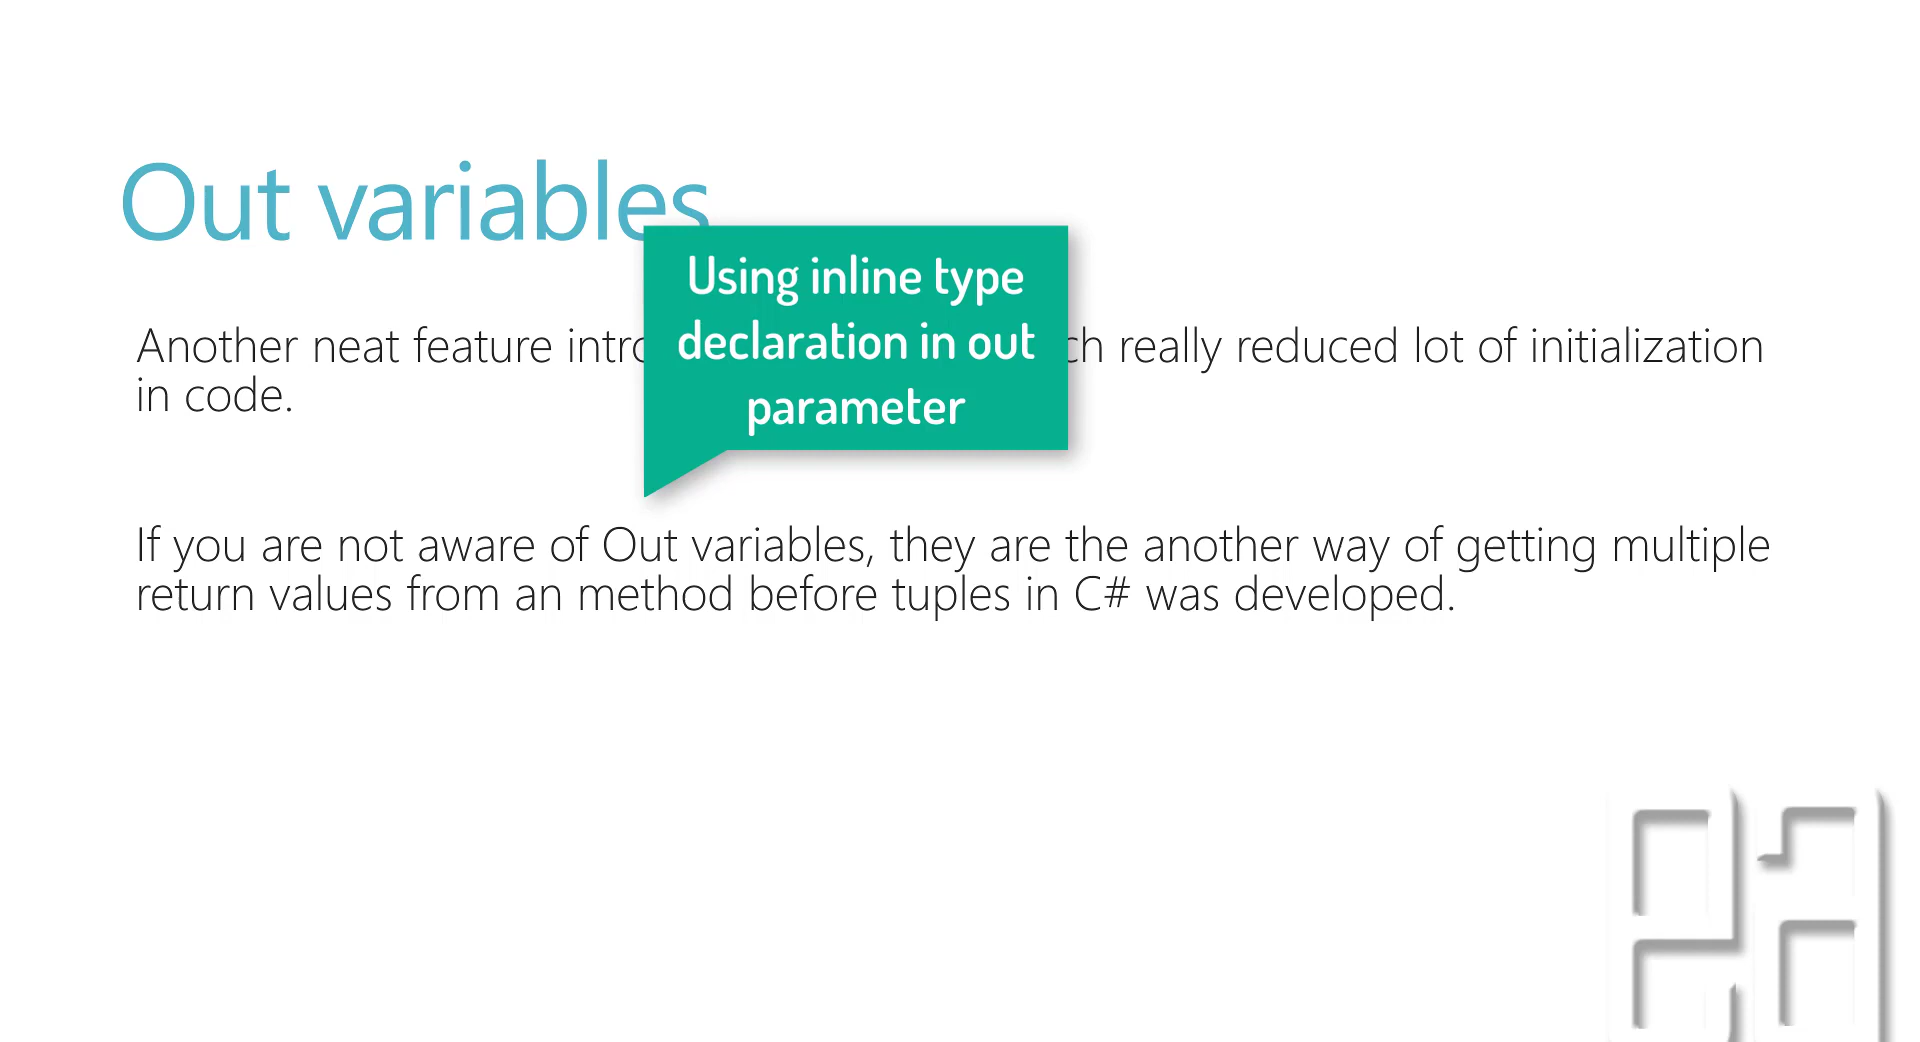 Out variables
Using inline type
declaration in out
parameter
Another neat feature really reduced lot of initialization
in code.
If you are not aware of Out variables, they are the another way of getting multiple
return values from an method before tuples in C# was developed.